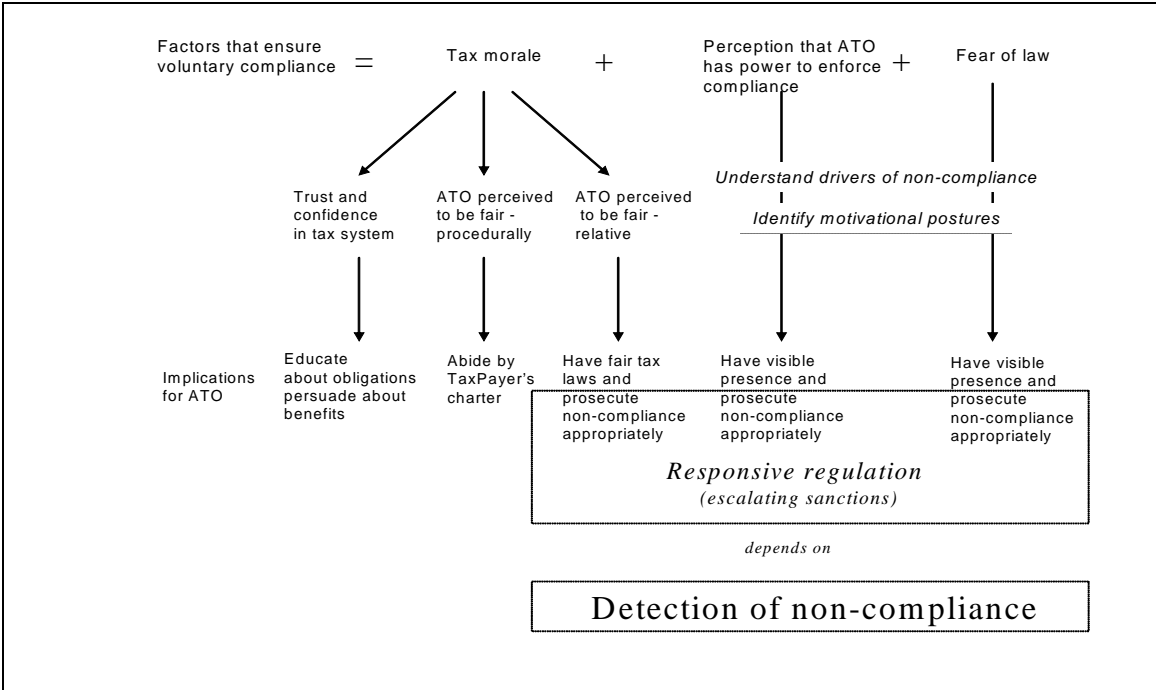 Factors that ensure
voluntary compliance
=
Tax morale
+
Perception that ATO
has power to enforce
compliance
+
Fear of law
Understand drivers of non-compliance
Identify motivational postures
Trust and
confidence
in tax system
ATO perceived
to be fair -
procedurally
ATO perceived
to be fair -
relative
Implications
for ATO
Educate
about obligations
persuade about
benefits
Abide by
TaxPayer's
charter
Have fair tax
laws and
prosecute
non-compliance
appropriately
Have visible
presence and
prosecute
non-compliance
appropriately
Have visible
presence and
prosecute
non-compliance
appropriately
Responsive regulation
(escalating sanctions)
depends on
Detection of non-compliance